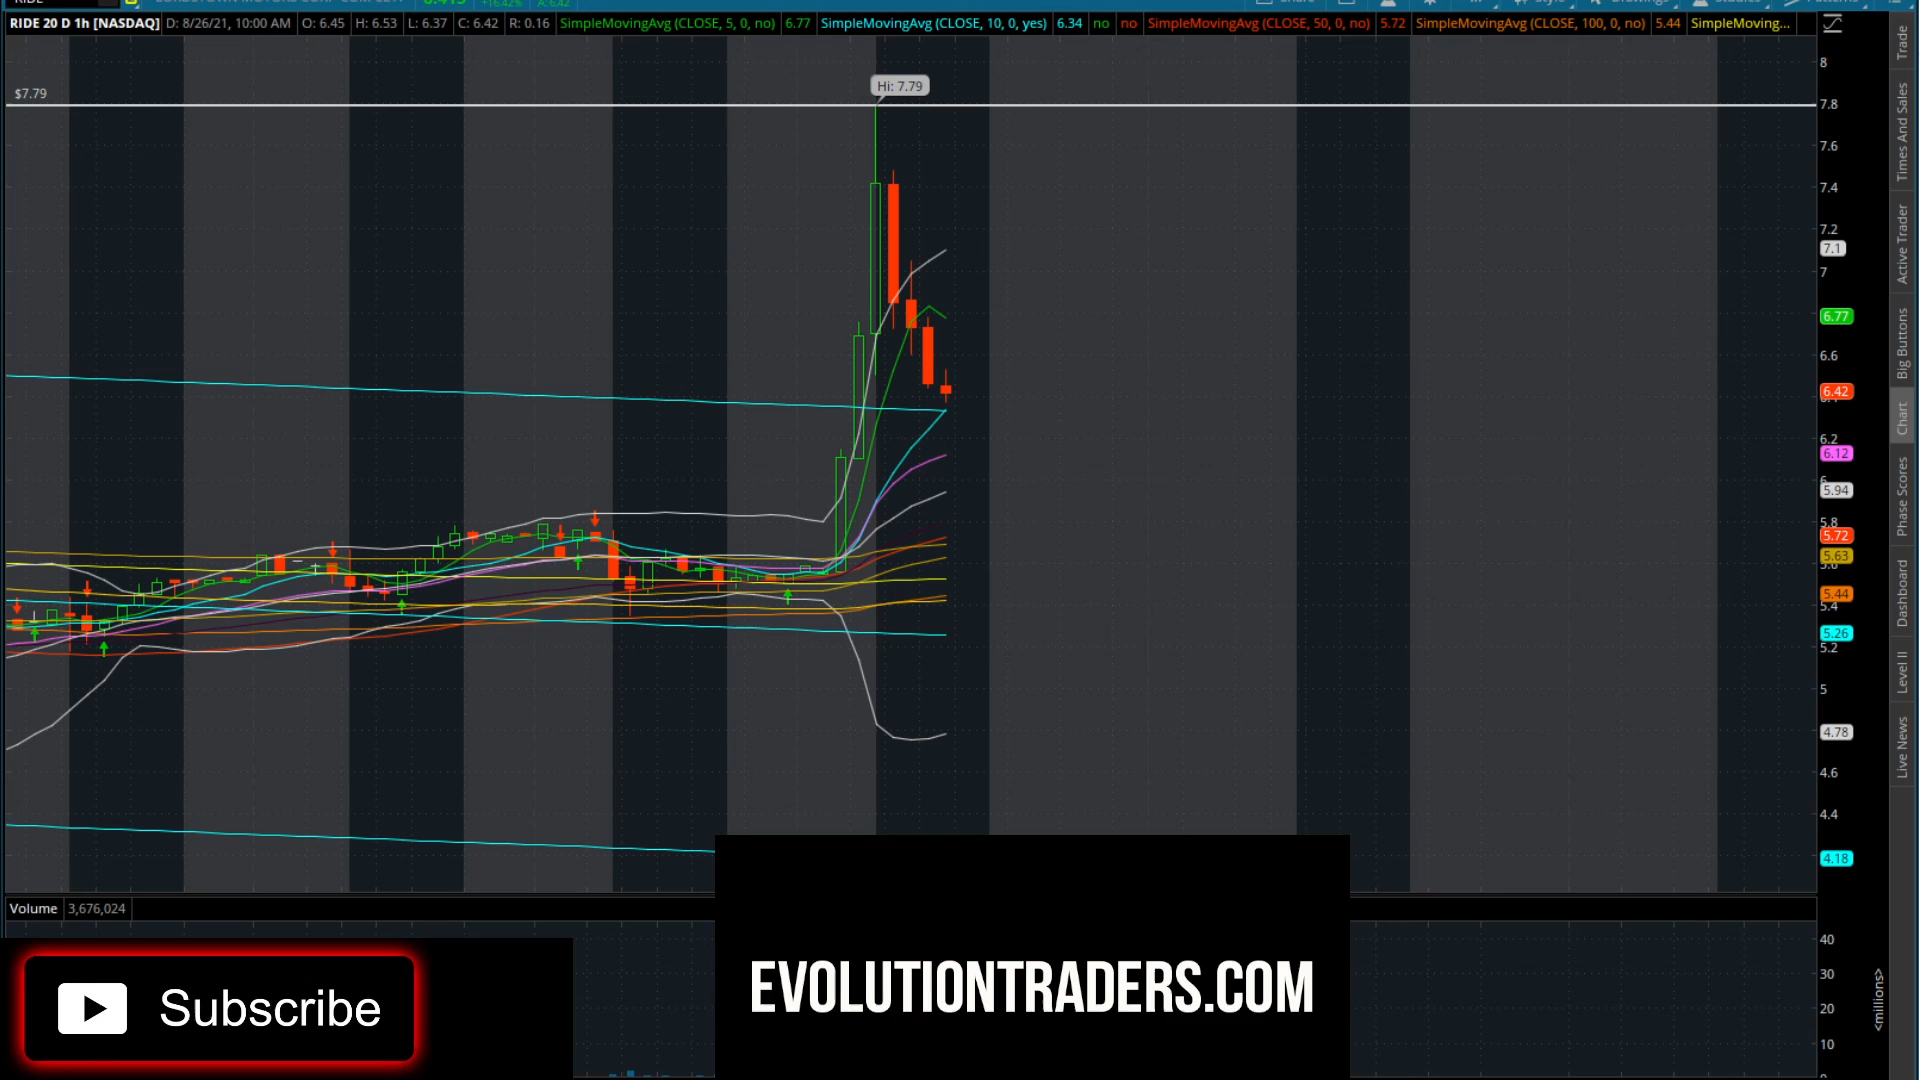 RIDE 20 D 1h [NASDAQ] D: 8/26/21, 10:00 AM O: 6.45 H: 6.53 L: 6.37 C: 6.42 R: 0.16 SimpleMovingAvg (CLOSE, 5, 0, no) 6.77 SimpleMovingAvg (CLOSE, 10, 0, yes) 6.34 no no SimpleMovingAvg (CLOSE, 50, 0, no) 5.72 SimpleMovingAvg (CLOSE, 100, 0, no) 5.44 SimpleMoving...
$7.79
Hi: 7.79
8
7.8
7.6
7.4
7.2
7.1
7
6.77
6.6
6.42
6.2
6.12
5.94
5.8
5.72
5.63
5.44
5.4
5.26
5.2
5
4.78
4.6
4.4
4.18
Trade
Times And Sales
Active Trader
Big Buttons
Chart
Phase Scores
Dashboard
Level II
Live News
Volume 3,676,024
40
30
20
10
<millions>
Subscribe
EVOLUTIONTRADERS.COM